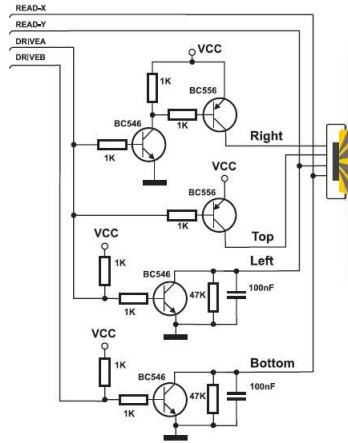 READ-X
READ-Y
DRIVEA
DRIVEB
VCC
1K
BC556
BC546
1K
Right
1K
VCC
BC556
1K
Top
VCC
Left
1K
BC546
47K
100nF
1K
VCC
Bottom
1K
BC546
47K
100nF
1K